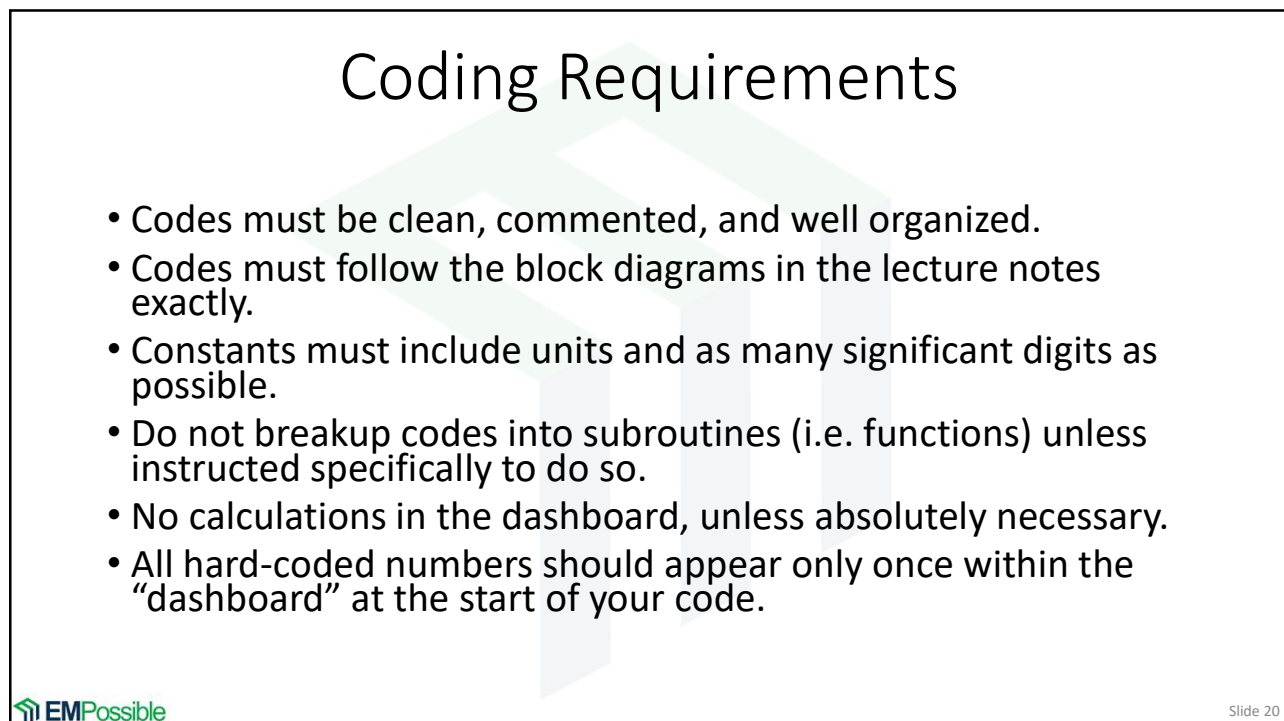 Coding Requirements
• Codes must be clean, commented, and well organized.
• Codes must follow the block diagrams in the lecture notes
exactly.
• Constants must include units and as many significant digits as
possible.
• Do not breakup codes into subroutines (i.e. functions) unless
instructed specifically to do so.
• No calculations in the dashboard, unless absolutely necessary.
• All hard-coded numbers should appear only once within the
“dashboard” at the start of your code.
EMPossible
Slide 20